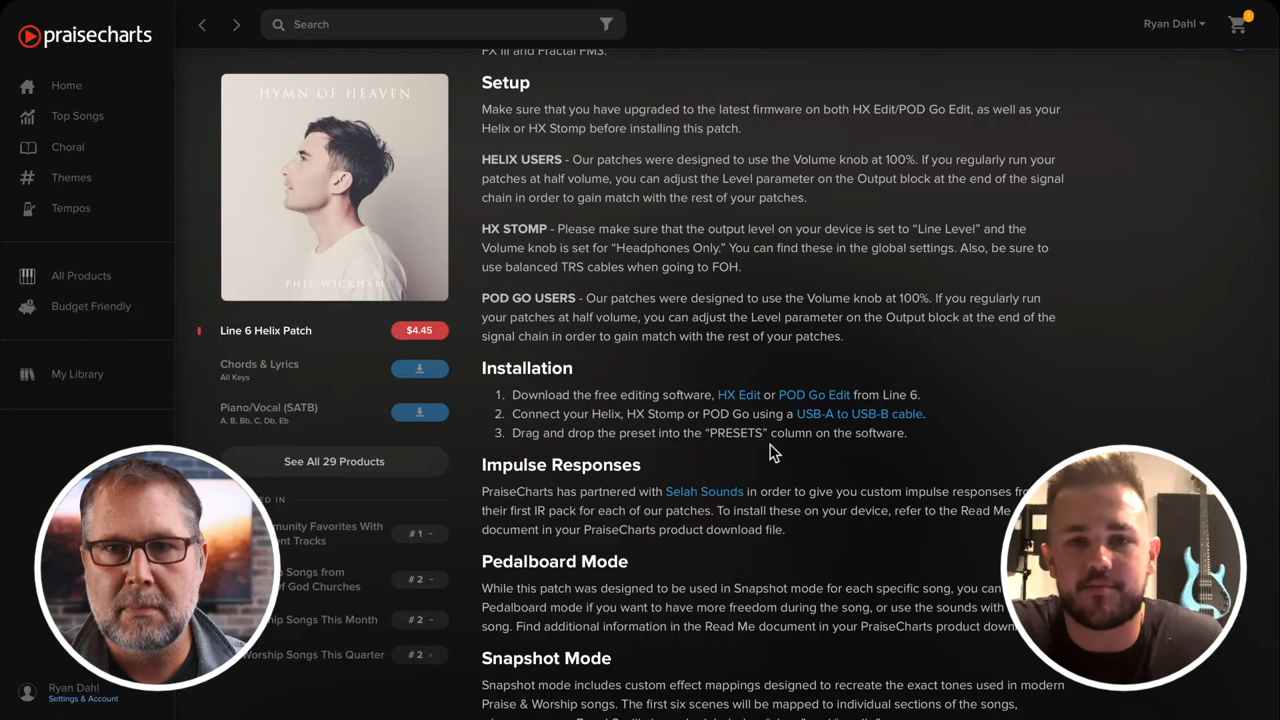 praisecharts
Search
Ryan Dahl
1
Home
Top Songs
Choral
Themes
Tempos
All Products
Budget Friendly
My Library
Ryan Dahl
Settings & Account
HYMN OF HEAVEN
PHIL WICKHAM
Line 6 Helix Patch
$4.45
Chords & Lyrics
All Keys
Piano/Vocal (SATB)
A, B, Bb, C, Db, Eb
See All 29 Products
Favorites With
Tracks
# 1 -
Songs from
of God Churches
# 2 -
Songs This Month
# 2 -
Songs This Quarter
# 2
FX III and Fractal FM3.
Setup
Make sure that you have upgraded to the latest firmware on both HX Edit/POD Go Edit, as well as your
Helix or HX Stomp before installing this patch.
HELIX USERS - Our patches were designed to use the Volume knob at 100%. If you regularly run your
patches at half volume, you can adjust the Level parameter on the Output block at the end of the signal
chain in order to gain match with the rest of your patches.
HX STOMP - Please make sure that the output level on your device is set to “Line Level” and the
Volume knob is set for “Headphones Only.” You can find these in the global settings. Also, be sure to
use balanced TRS cables when going to FOH.
POD GO USERS - Our patches were designed to use the Volume knob at 100%. If you regularly run
your patches at half volume, you can adjust the Level parameter on the Output block at the end of the
signal chain in order to gain match with the rest of your patches.
Installation
1. Download the free editing software, HX Edit or POD Go Edit from Line 6.
2. Connect your Helix, HX Stomp or POD Go using a USB-A to USB-B cable.
3. Drag and drop the preset into the “PRESETS” column on the software.
Impulse Responses
PraiseCharts has partnered with Selah Sounds in order to give you custom impulse responses
their first IR pack for each of our patches. To install these on your device, refer to the Read Me
document in your PraiseCharts product download file.
Pedalboard Mode
While this patch was designed to be used in Snapshot mode for each specific song, you can
Pedalboard mode if you want to have more freedom during the song, or use the sounds with
song. Find additional information in the Read Me document in your PraiseCharts product
Snapshot Mode
Snapshot mode includes custom effect mappings designed to recreate the exact tones used in modern
Praise & Worship songs. The first six scenes will be mapped to individual sections of the songs,